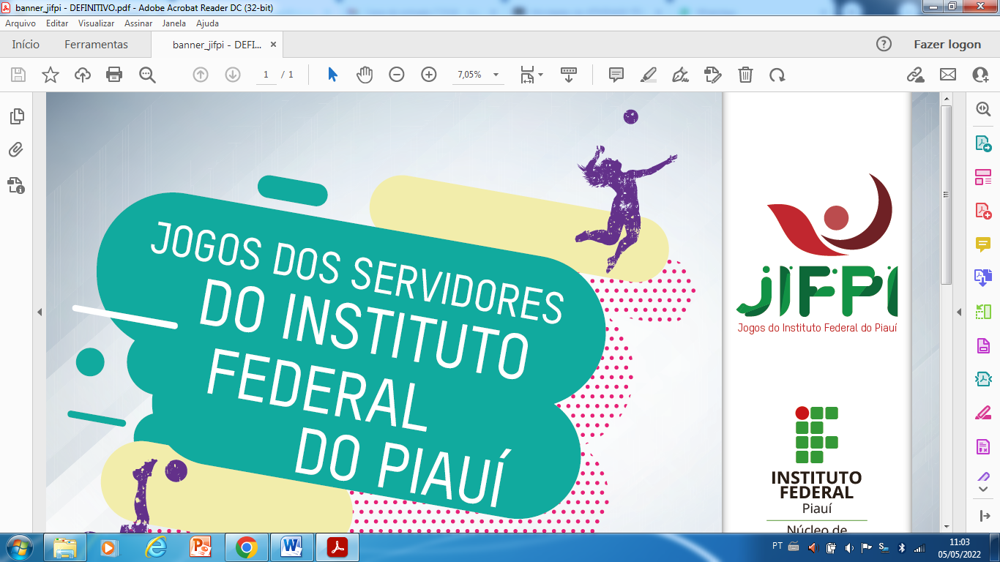 banner_jifpi - DEFINITIVO.pdf - Adobe Acrobat Reader DC (32-bit)
Arquivo Editar Visualizar Assinar Janela Ajuda
Início Ferramentas banner_jifpi - DEFI... Fazer logon
1 / 1 7,05%
JOGOS DOS SERVIDORES
DO INSTITUTO
FEDERAL
DO PIAUÍ
JIFPI
Jogos do Instituto Federal do Piauí
INSTITUTO
FEDERAL
Piauí
Núcleo de
PT 11:03
05/05/2022